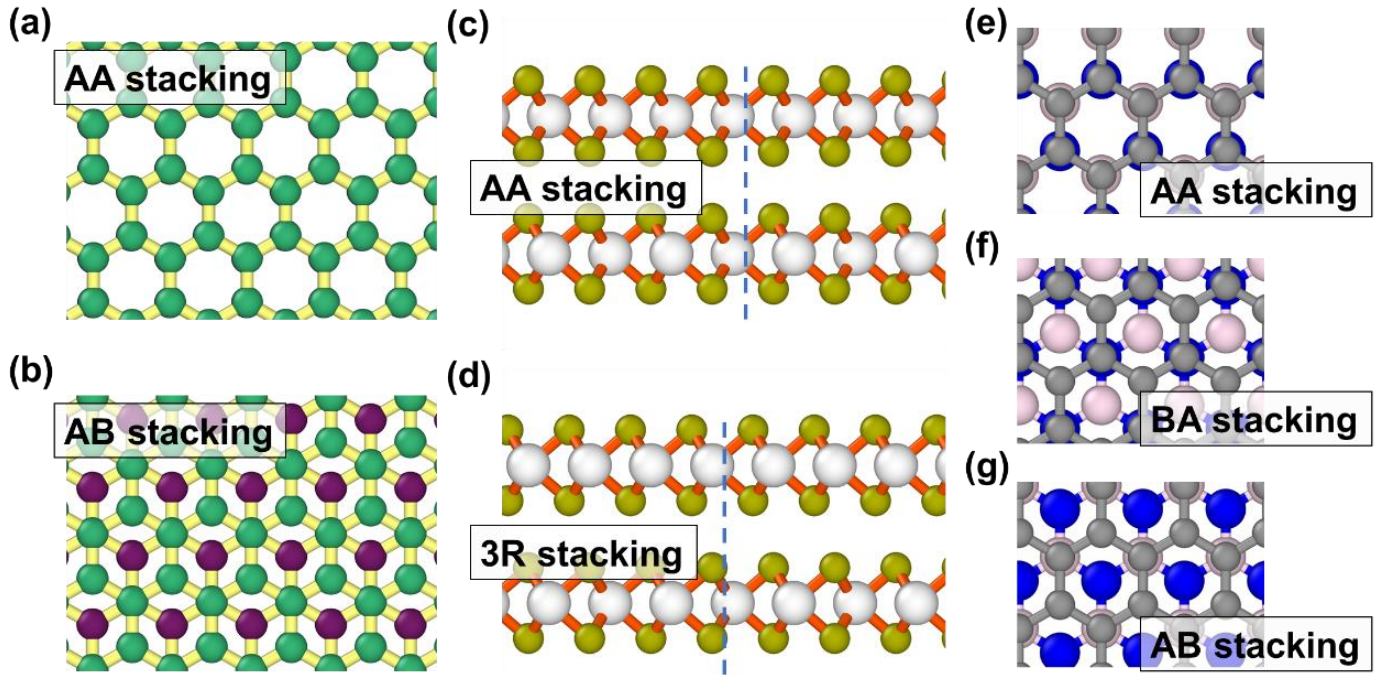 (a)
AA stacking
(b)
AB stacking
(c)
AA stacking
(d)
3R stacking
(e)
AA stacking
(f)
BA stacking
(g)
AB stacking